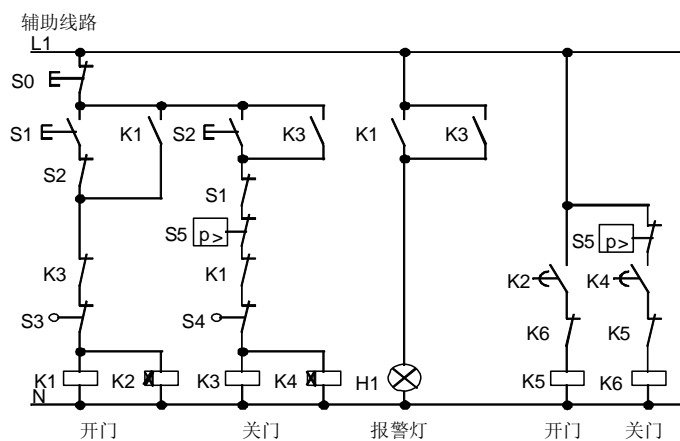 辅助线路
L1
S0
S1 K1 S2 K3 K1 K3
S2
S1
S5 p> S5 p>
K3 K1 K2 K4
S3 S4 K6 K5
K1 K2 K3 K4 H1 K5 K6
N
开门 关门 报警灯 开门 关门